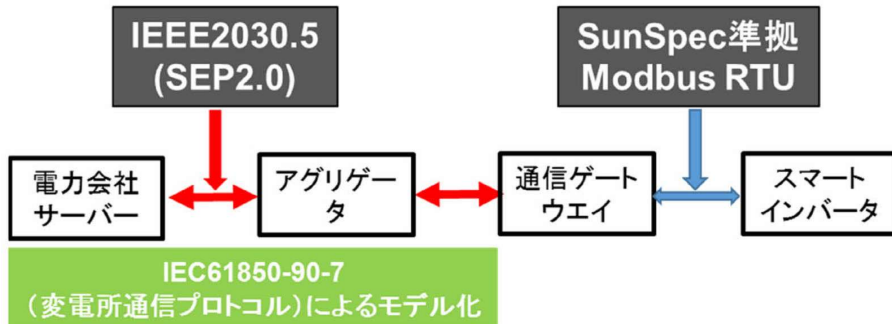 IEEE2030.5
(SEP2.0)
SunSpec準拠
Modbus RTU
電力会社
サーバー
アグリゲー
タ
通信ゲート
ウエイ
スマート
インバータ
IEC61850-90-7
（変電所通信プロトコル）によるモデル化